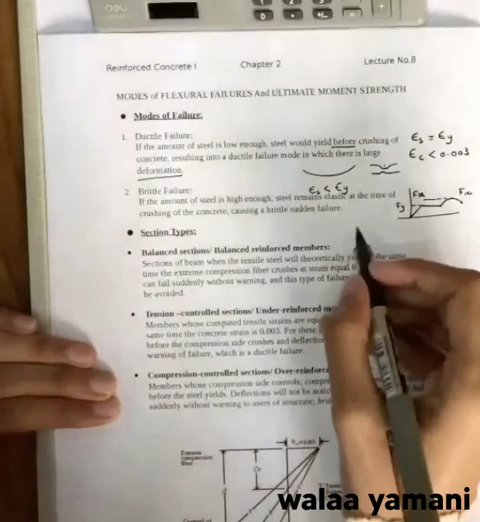 deli
Reinforced Concrete I Chapter 2 Lecture No.8
MODES of FLEXURAL FAILURES And ULTIMATE MOMENT STRENGTH
• Modes of Failure:
1. Ductile Failure:
If the amount of steel is low enough, steel would yield before crushing of
concrete, resulting into a ductile failure mode in which there is large
deformation.
εs = εy
εc < 0.003
2. Brittle Failure:
εs < εy
If the amount of steel is high enough, steel remains elastic at the time of
crushing of the concrete, causing a brittle sudden failure.
Fy
• Section Types:
• Balanced sections/ Balanced reinforced members:
Sections of beam when the tensile steel will theoretically the same
time the extreme compression fiber crushes at strain equal
can fail suddenly without warning, and this type of failure
be avoided.
• Tension –controlled sections/ Under-reinforced
Members whose computed tensile strains are
same time the concrete strain is 0.003. For these
before the compression side crushes and
warning of failure, which is a ductile failure.
• Compression-controlled sections/
Members whose compression side controls;
before the steel yields. Deflections will not be
suddenly without warning to users of structure;
Extreme
compression
fiber
walaa yamani